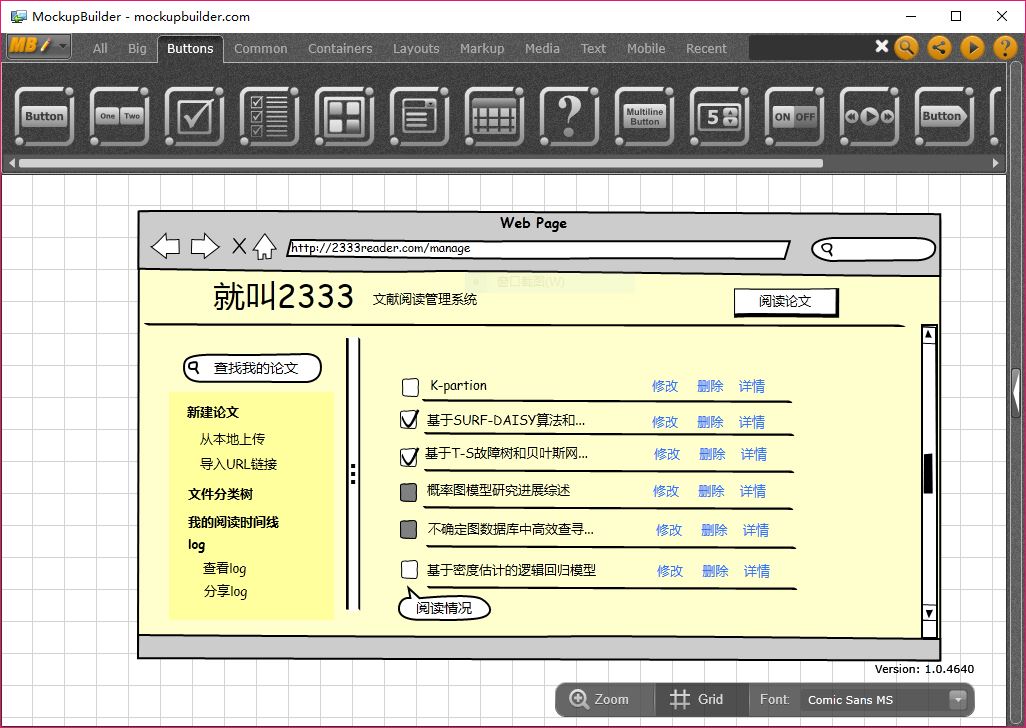 MockupBuilder - mockupbuilder.com
MB All Big Buttons Common Containers Layouts Markup Media Text Mobile Recent ?
Button One Two ? Multiline Button 5 ON OFF Button
Web Page
X http://2333reader.com/manage
窗口截图(W)
就叫2333 文献阅读管理系统 阅读论文
查找我的论文
新建论文
从本地上传
导入URL链接
文件分类树
我的阅读时间线
log
查看log
分享log
K-partion 修改 删除 详情
基于SURF-DAISY算法和... 修改 删除 详情
基于T-S故障树和贝叶斯网... 修改 删除 详情
概率图模型研究进展综述 修改 删除 详情
不确定图数据库中高效查寻... 修改 删除 详情
基于密度估计的逻辑回归模型 修改 删除 详情
阅读情况
Version: 1.0.4640
Zoom Grid Font: Comic Sans MS